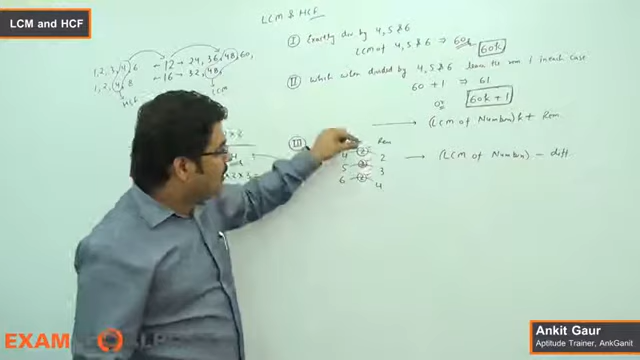 LCM and HCF
LCM & HCF
I Exactly div by 4, 5 & 6
LCM of 4, 5 & 6 ⇒ 60
60K
II Which when divided by 4, 5 & 6 leave the rem 1 in each case
60 + 1 ⇒ 61
or
60K + 1
→ (LCM of Numbers) K + Rem
III
Rem
4 2 2
5 2 3
6 2 4
→ (LCM of Numbers) - diff
1, 2, 3, 4, 6 ← 12 → 24, 36, 48, 60,
1, 2, 4, 8 ← 16 → 32, 48,
HCF
LCM
EXAM
Ankit Gaur
Aptitude Trainer, AnkGanit